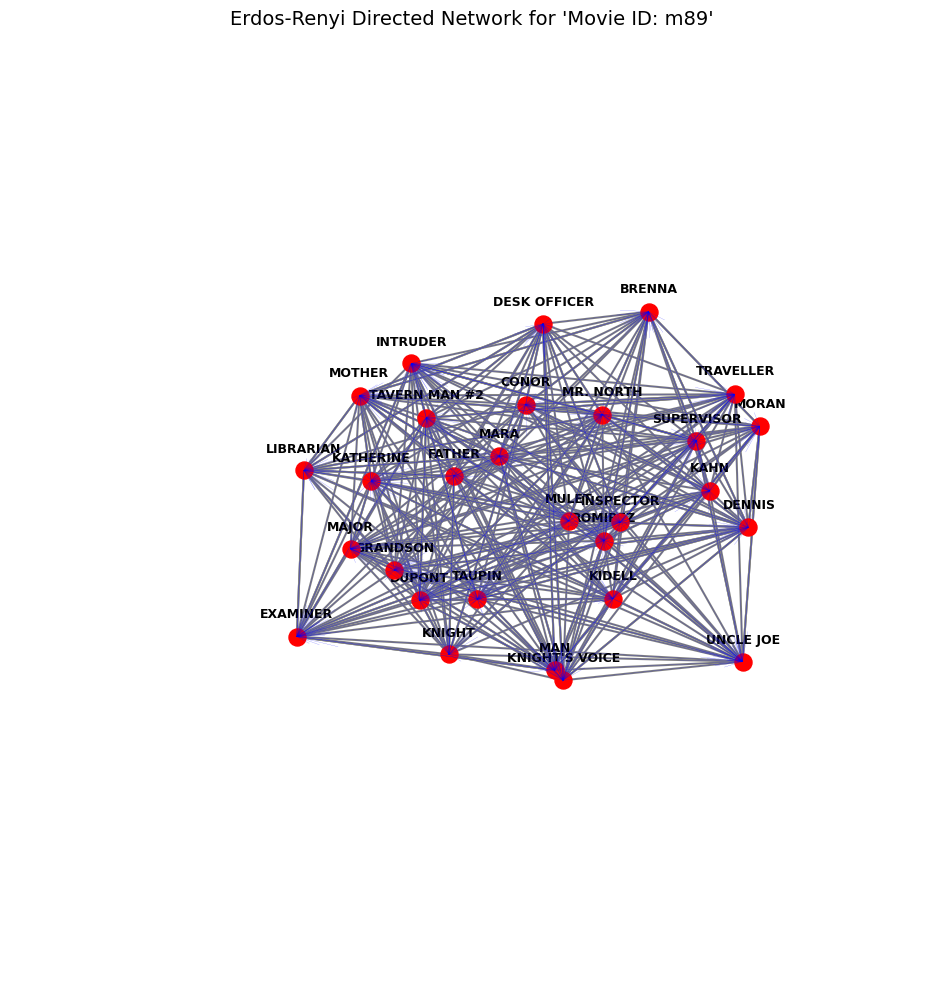 Erdos-Renyi Directed Network for 'Movie ID: m89'
BRENNA
DESK OFFICER
INTRUDER
TRAVELLER
MOTHER
CONOR
MR. NORTH
TAVERN MAN #2
MORAN
SUPERVISOR
MARA
LIBRARIAN
FATHER
KATHERINE
KAHN
INSPECTOR
DENNIS
MAJOR
GRANDSON
DUPONT
TAUPIN
KIDELL
EXAMINER
KNIGHT
UNCLE JOE
MAN
KNIGHT'S VOICE